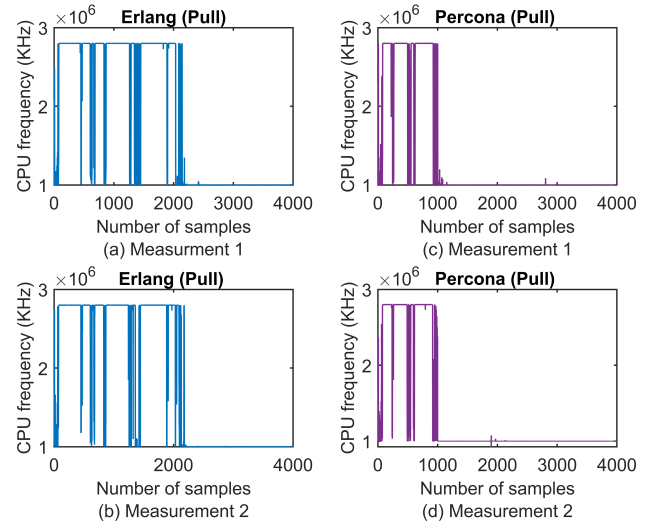 Erlang (Pull)
×10^6
CPU frequency (KHz)
3
2
1
0 1000 2000 3000 4000
Number of samples
(a) Measurment 1
Percona (Pull)
×10^6
CPU frequency (KHz)
3
2
1
0 1000 2000 3000 4000
Number of samples
(c) Measurement 1
Erlang (Pull)
×10^6
CPU frequency (KHz)
3
2
1
0 2000 4000
Number of samples
(b) Measurement 2
Percona (Pull)
×10^6
CPU frequency (KHz)
3
2
1
0 1000 2000 3000 4000
Number of samples
(d) Measurement 2